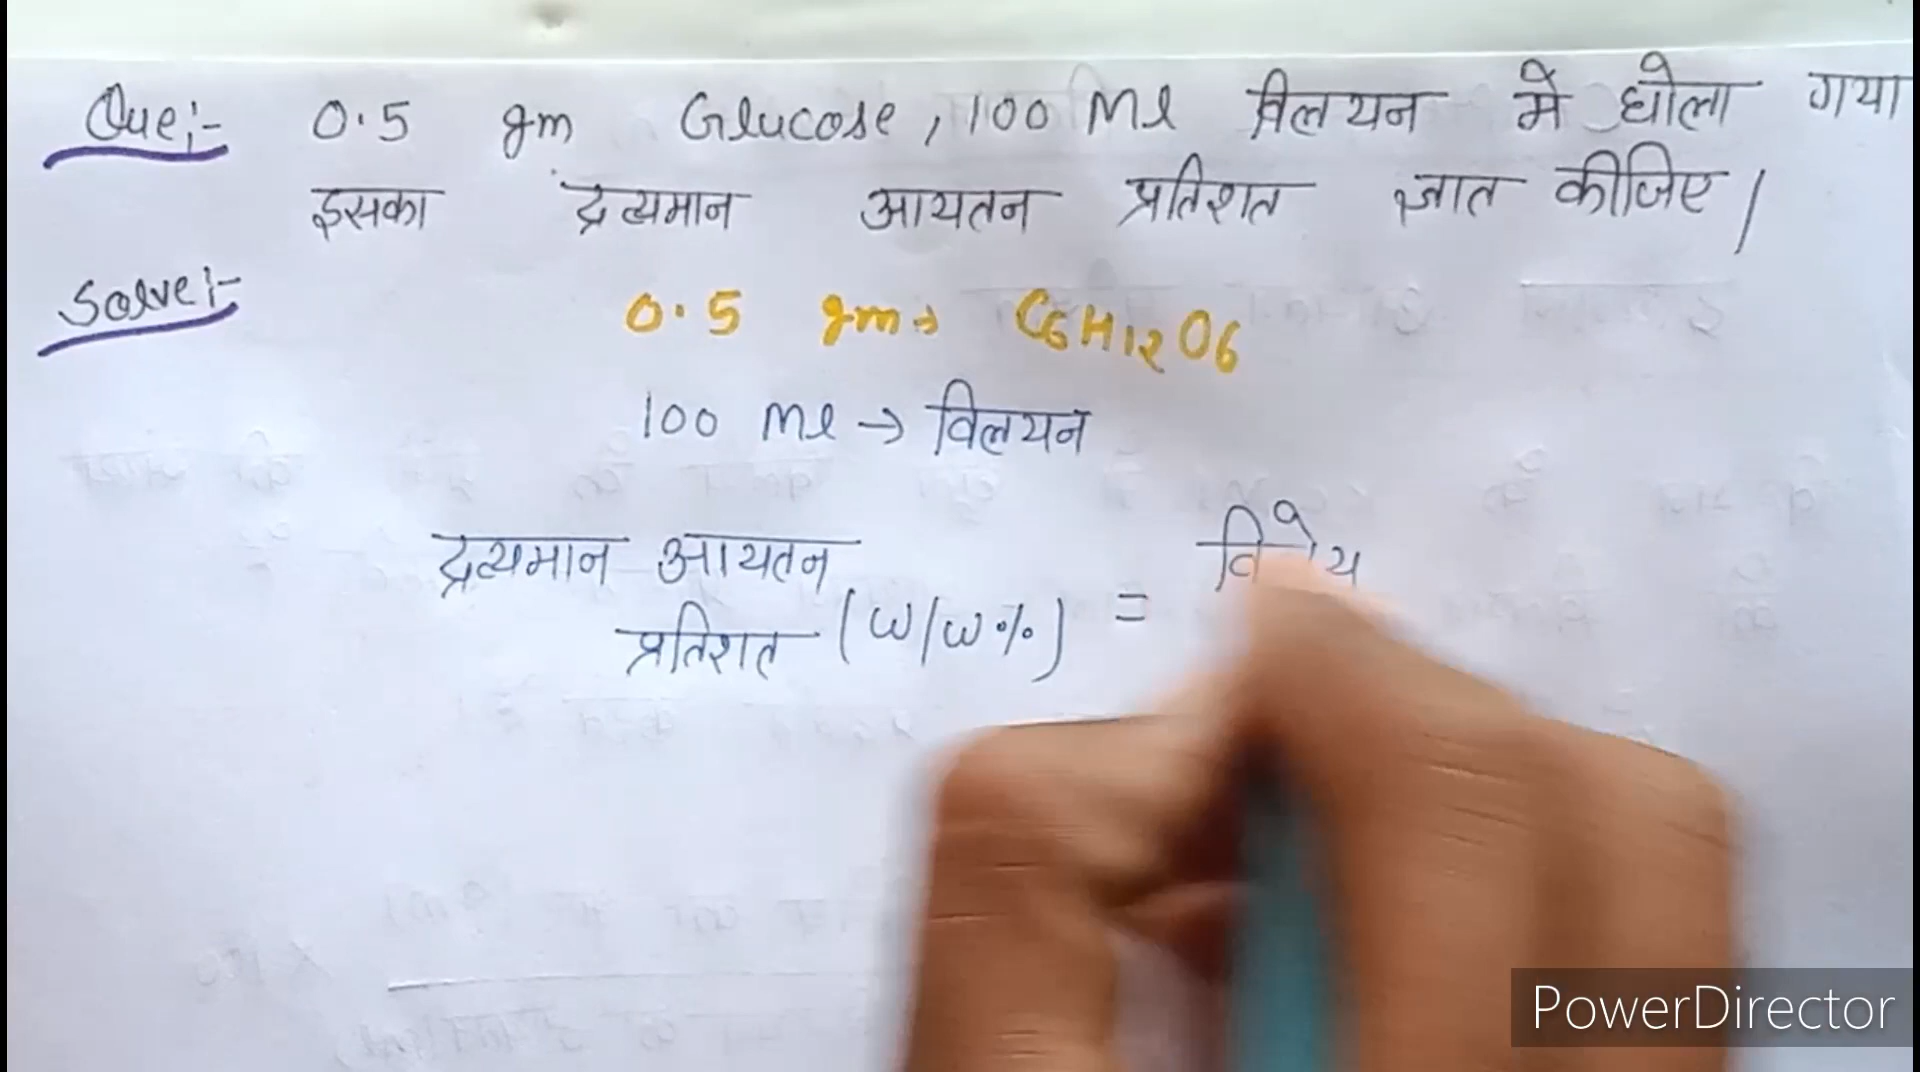 Que:- 0.5 gm Glucose, 100 Ml विलयन मे घोला गया
इसका द्रव्यमान आयतन प्रतिशत ज्ञात कीजिए |
Solve:-
0.5 gm → C6H12O6
100 Ml → विलयन
द्रव्यमान आयतन
प्रतिशत (W/W %) =
PowerDirector